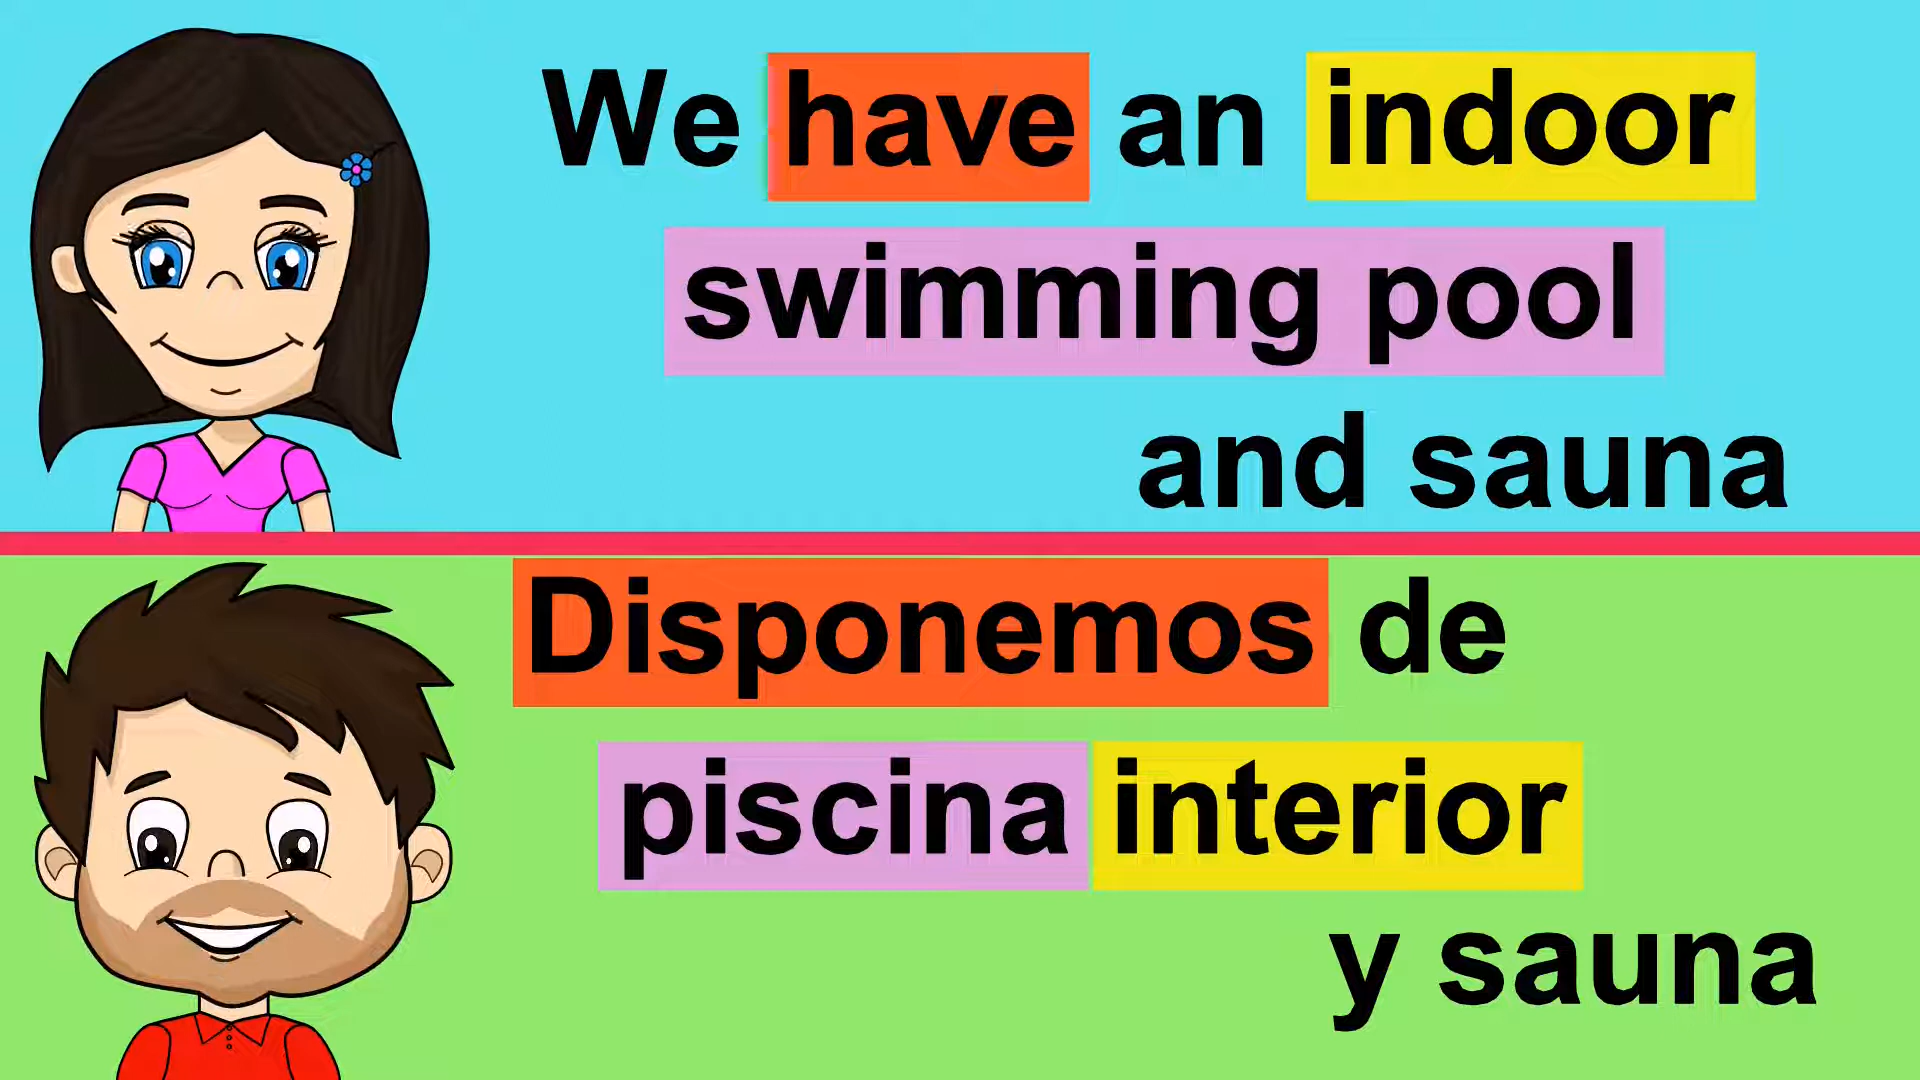 We have an indoor
swimming pool
and sauna
Disponemos de
piscina interior
y sauna